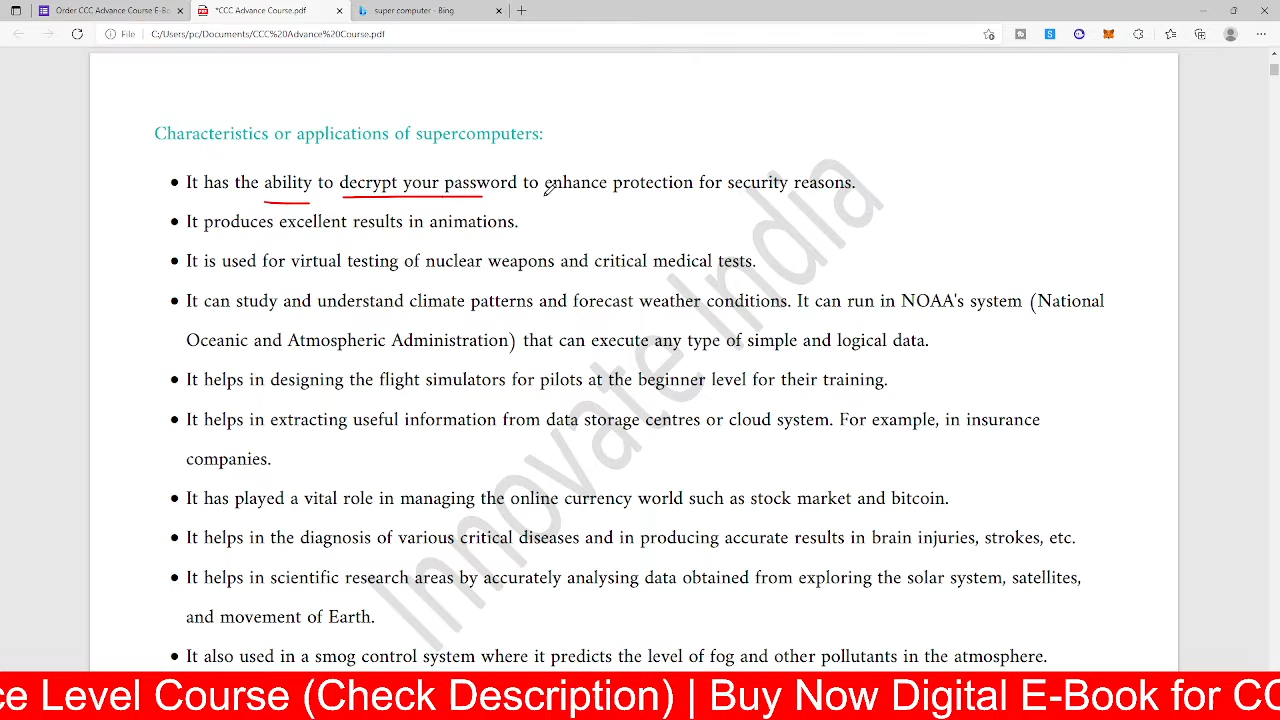 Order CCC Advance Course E-Bo
*CCC Advance Course.pdf
super computer - Bing
File
C:/Users/pc/Documents/CCC%20Advance%20Course.pdf
Characteristics or applications of supercomputers:
• It has the ability to decrypt your password to enhance protection for security reasons.
• It produces excellent results in animations.
• It is used for virtual testing of nuclear weapons and critical medical tests.
• It can study and understand climate patterns and forecast weather conditions. It can run in NOAA's system (National
Oceanic and Atmospheric Administration) that can execute any type of simple and logical data.
• It helps in designing the flight simulators for pilots at the beginner level for their training.
• It helps in extracting useful information from data storage centres or cloud system. For example, in insurance
companies.
• It has played a vital role in managing the online currency world such as stock market and bitcoin.
• It helps in the diagnosis of various critical diseases and in producing accurate results in brain injuries, strokes, etc.
• It helps in scientific research areas by accurately analysing data obtained from exploring the solar system, satellites,
and movement of Earth.
• It also used in a smog control system where it predicts the level of fog and other pollutants in the atmosphere.
Innovate India
ce Level Course (Check Description) | Buy Now Digital E-Book for CC